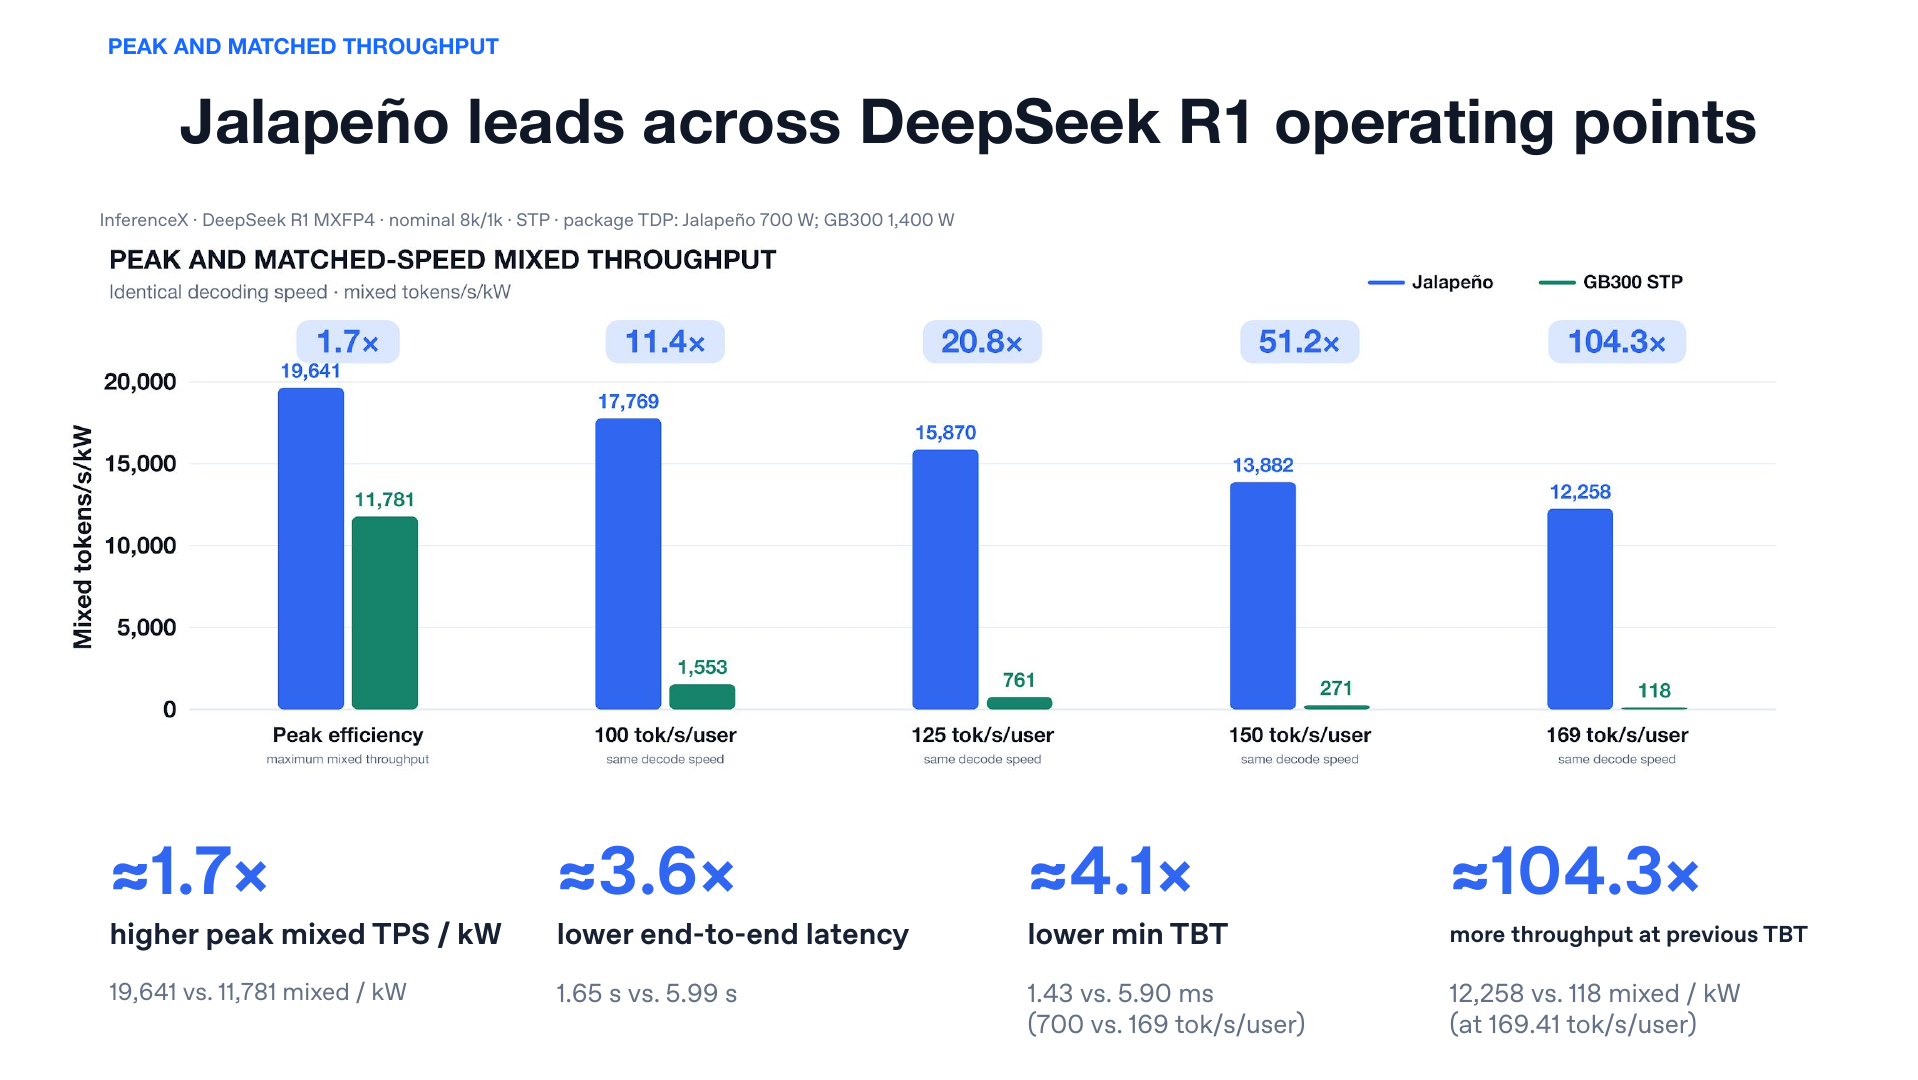 PEAK AND MATCHED THROUGHPUT
Jalapeño leads across DeepSeek R1 operating points
InferenceX · DeepSeek R1 MXFP4 · nominal 8k/1k · STP · package TDP: Jalapeño 700 W; GB300 1,400 W
PEAK AND MATCHED-SPEED MIXED THROUGHPUT
Identical decoding speed · mixed tokens/s/kW
Jalapeño
GB300 STP
1.7×
11.4×
20.8×
51.2×
104.3×
Mixed tokens/s/kW
20,000
15,000
10,000
5,000
0
19,641
11,781
17,769
1,553
15,870
761
13,882
271
12,258
118
Peak efficiency
maximum mixed throughput
100 tok/s/user
same decode speed
125 tok/s/user
same decode speed
150 tok/s/user
same decode speed
169 tok/s/user
same decode speed
≈1.7×
higher peak mixed TPS / kW
19,641 vs. 11,781 mixed / kW
≈3.6×
lower end-to-end latency
1.65 s vs. 5.99 s
≈4.1×
lower min TBT
1.43 vs. 5.90 ms
(700 vs. 169 tok/s/user)
≈104.3×
more throughput at previous TBT
12,258 vs. 118 mixed / kW
(at 169.41 tok/s/user)